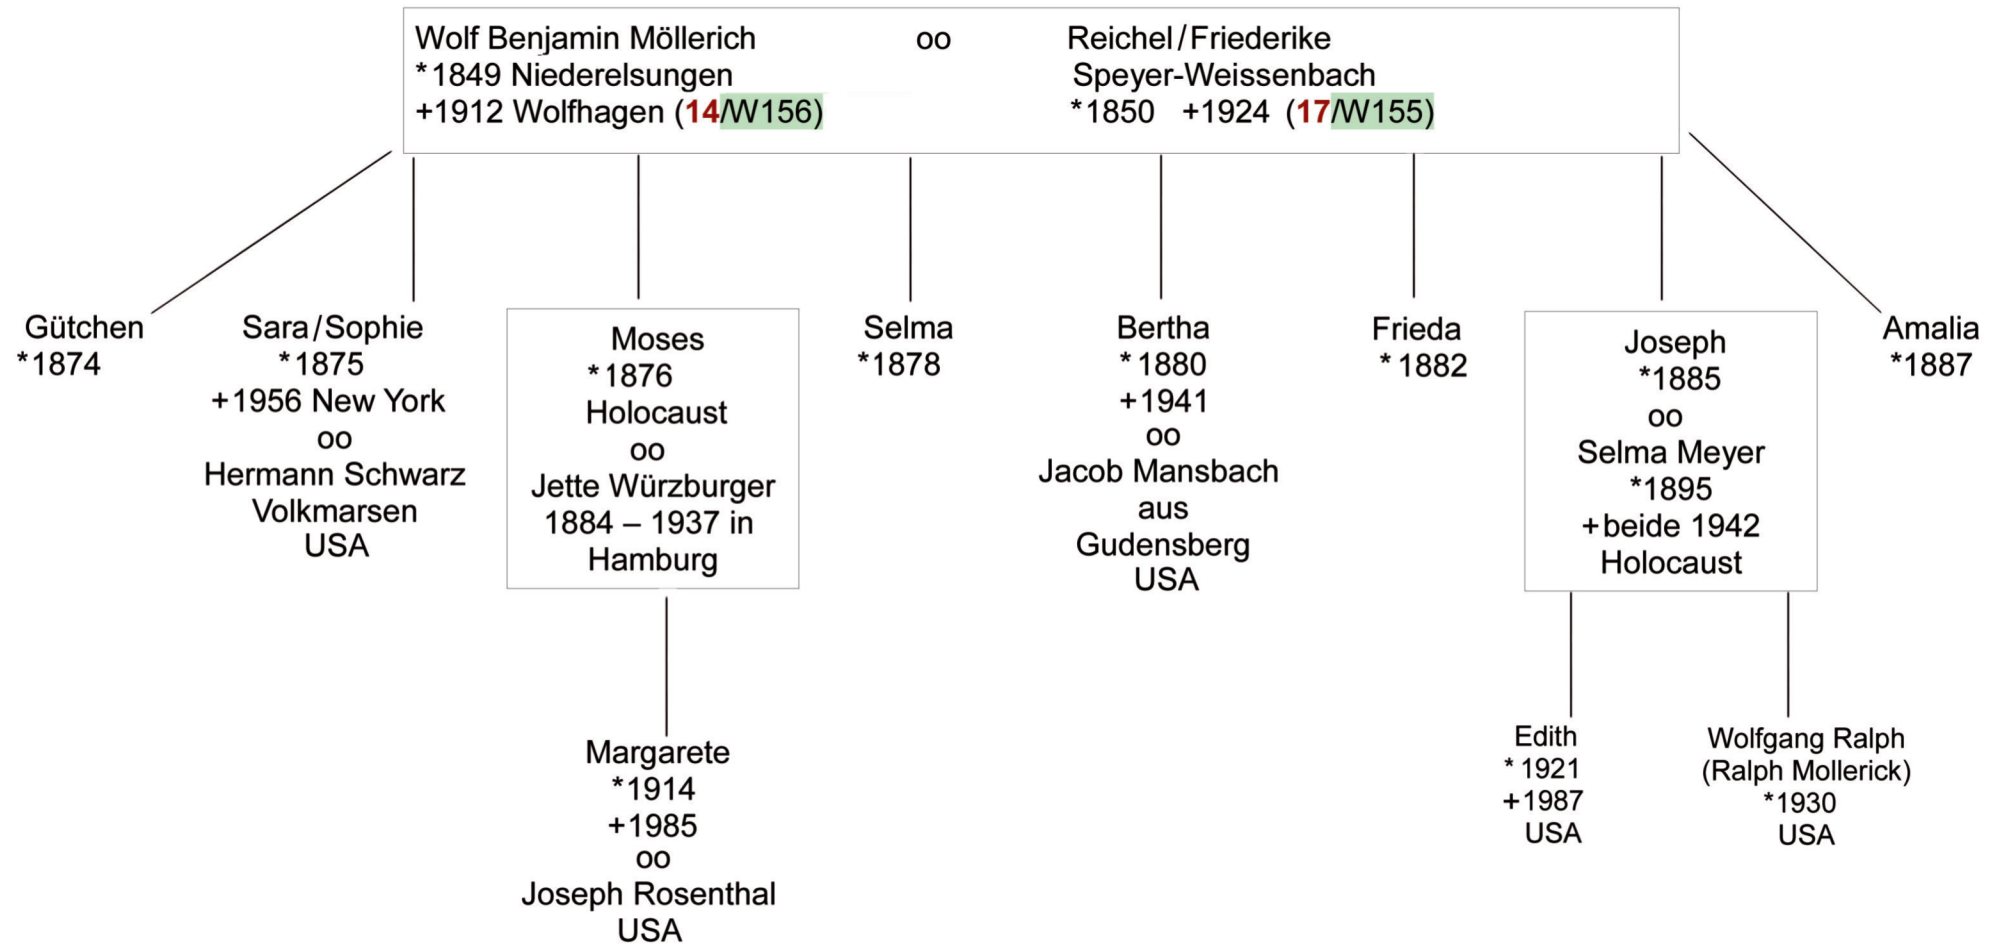 Wolf Benjamin Möllerich oo Reichel/Friederike
*1849 Niederelsungen Speyer-Weissenbach
+1912 Wolfhagen (14/W156) *1850 +1924 (17/W155)
Gütchen
*1874
Sara/Sophie
*1875
+1956 New York
oo
Hermann Schwarz
Volkmarsen
USA
Moses
*1876
Holocaust
oo
Jette Würzburger
1884 – 1937 in
Hamburg
Selma
*1878
Bertha
*1880
+1941
oo
Jacob Mansbach
aus
Gudensberg
USA
Frieda
*1882
Joseph
*1885
oo
Selma Meyer
*1895
+beide 1942
Holocaust
Amalia
*1887
Margarete
*1914
+1985
oo
Joseph Rosenthal
USA
Edith
*1921
+1987
USA
Wolfgang Ralph
(Ralph Mollerick)
*1930
USA